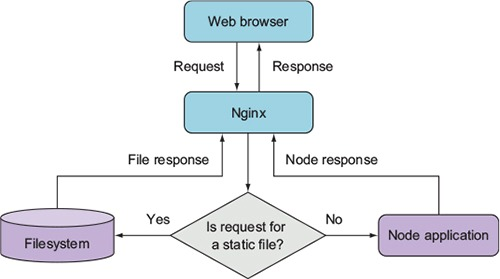 Web browser
Request
Response
Nginx
File response
Node response
Yes
Is request for
a static file?
No
Filesystem
Node application